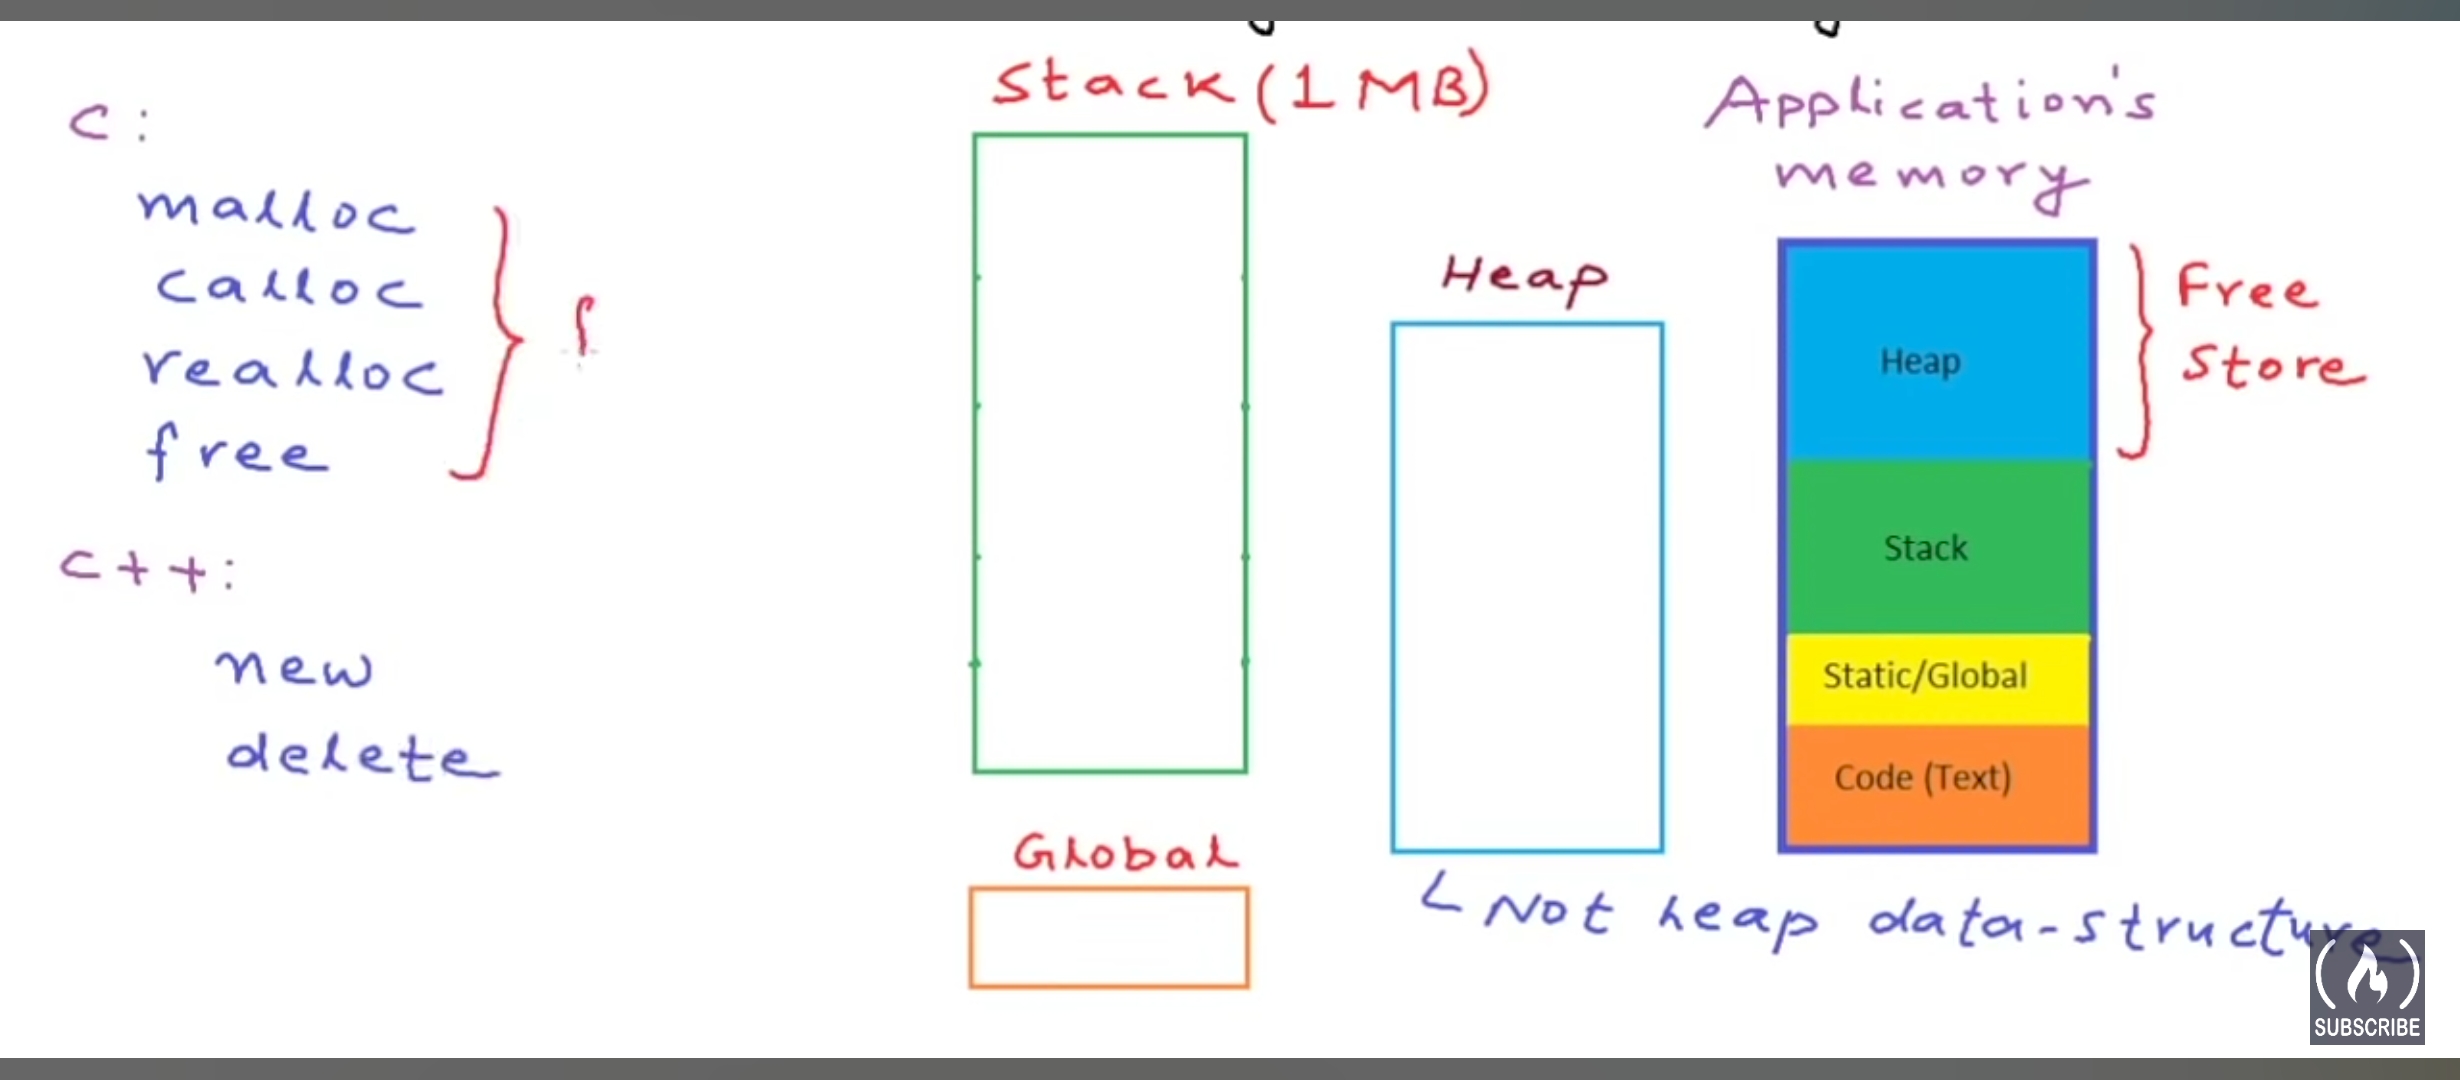 C:
malloc
calloc
realloc
free
f
C++:
new
delete
Stack (1 MB)
Global
Heap
Not heap data-structure
Application's
memory
Heap
Stack
Static/Global
Code (Text)
Free
Store
SUBSCRIBE